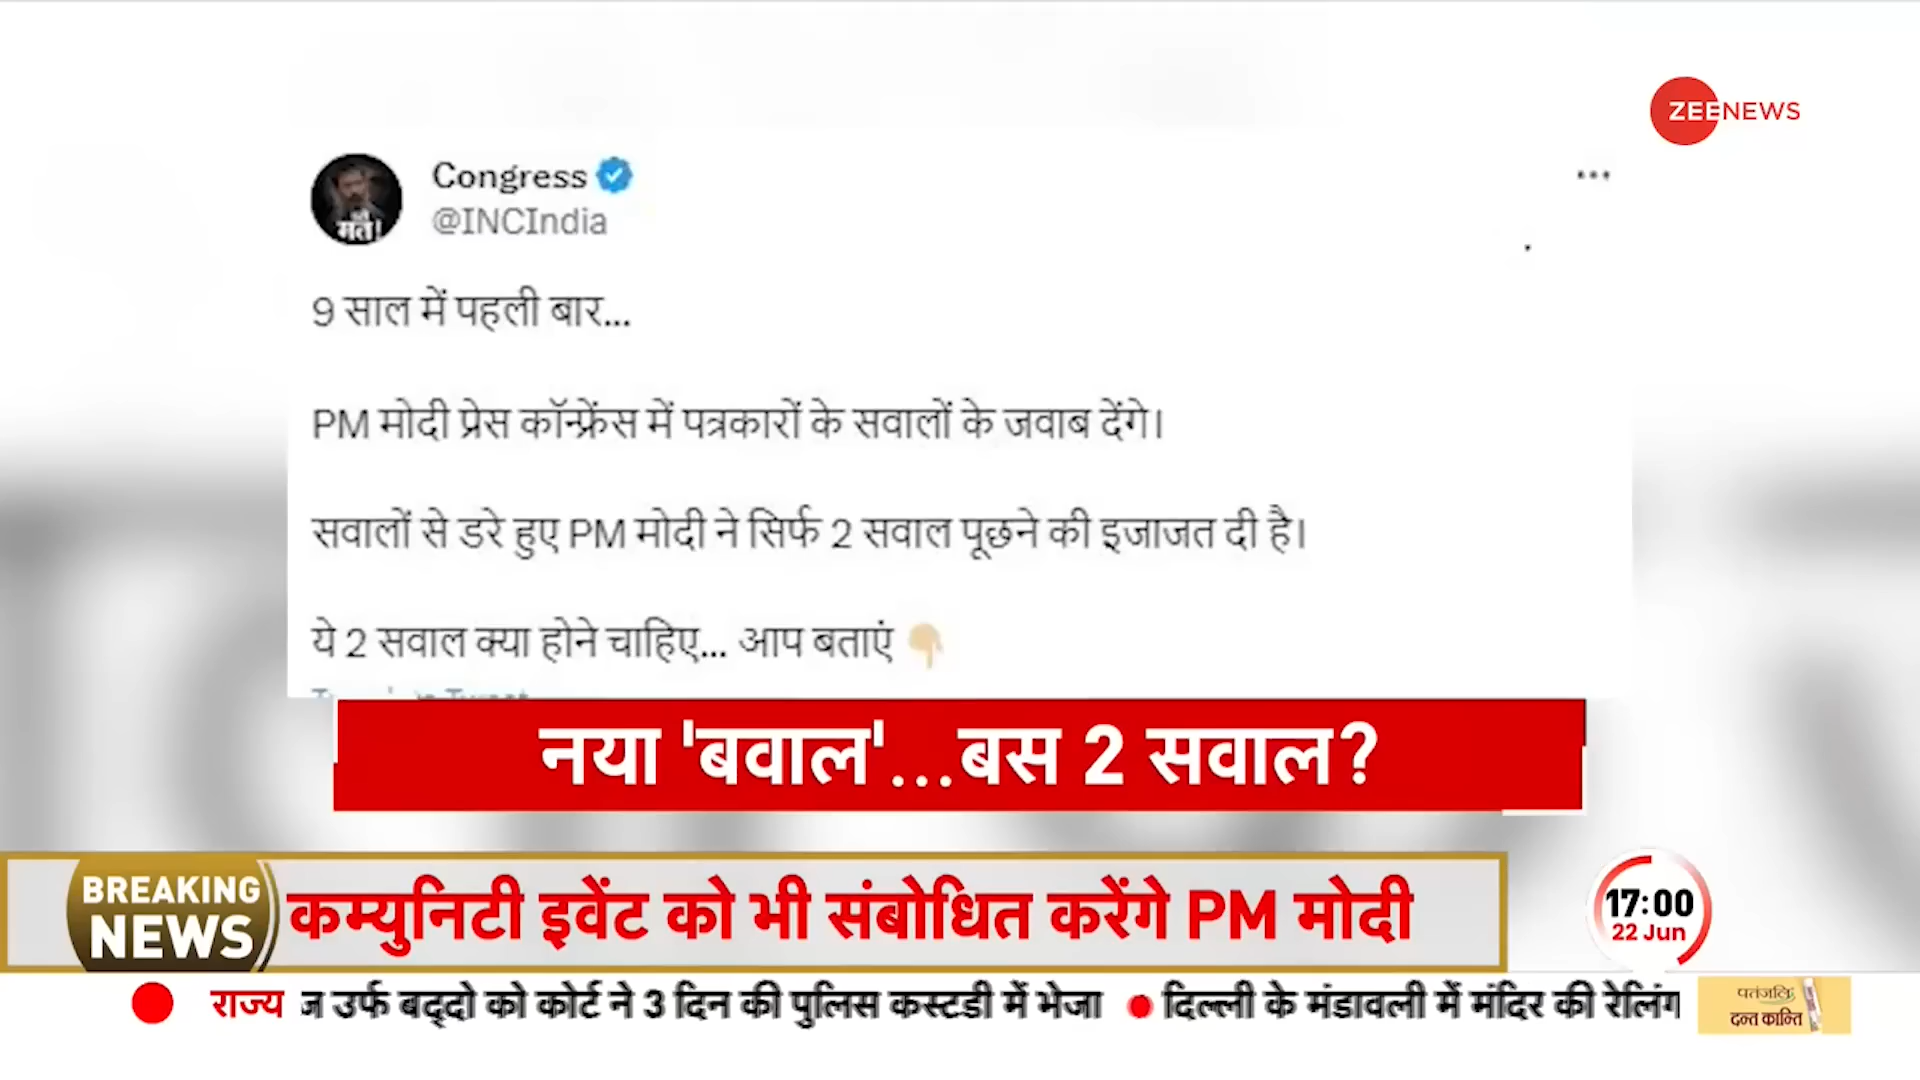 ZEENEWS
Congress
@INCIndia
मत!
9 साल में पहली बार...
PM मोदी प्रेस कॉन्फ्रेंस में पत्रकारों के सवालों के जवाब देंगे।
सवालों से डरे हुए PM मोदी ने सिर्फ 2 सवाल पूछने की इजाजत दी है।
ये 2 सवाल क्या होने चाहिए... आप बताएं
नया 'बवाल'...बस 2 सवाल?
BREAKING
NEWS
कम्युनिटी इवेंट को भी संबोधित करेंगे PM मोदी
17:00
22 Jun
राज्य
उर्फ बद्दो को कोर्ट ने 3 दिन की पुलिस कस्टडी में भेजा
दिल्ली के मंडावली में मंदिर की रेलिंग
पतंजलि
दन्त कान्ति